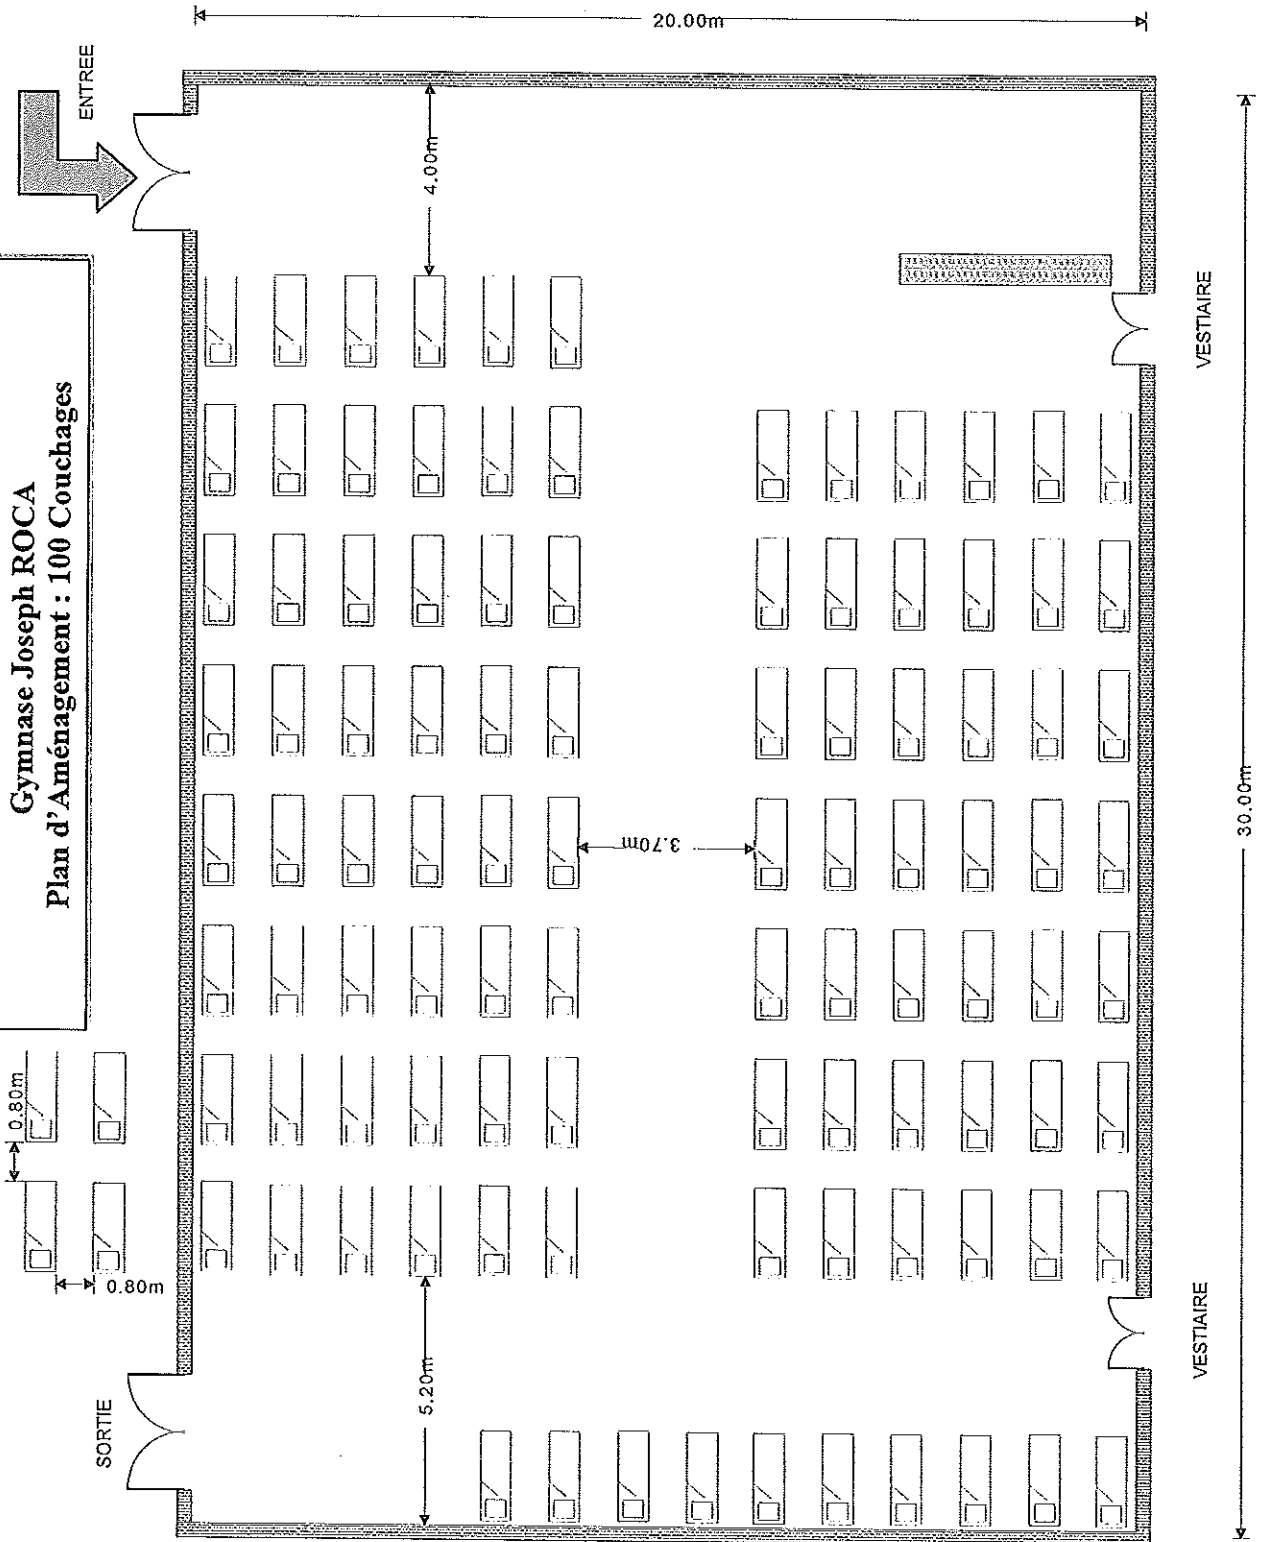 Gymnase Joseph ROCA
Plan d'Aménagement : 100 Couchages
20.00m
ENTREE
4.00m
VESTIAIRE
0.80m
0.80m
3.70m
30.00m
SORTIE
5.20m
VESTIAIRE